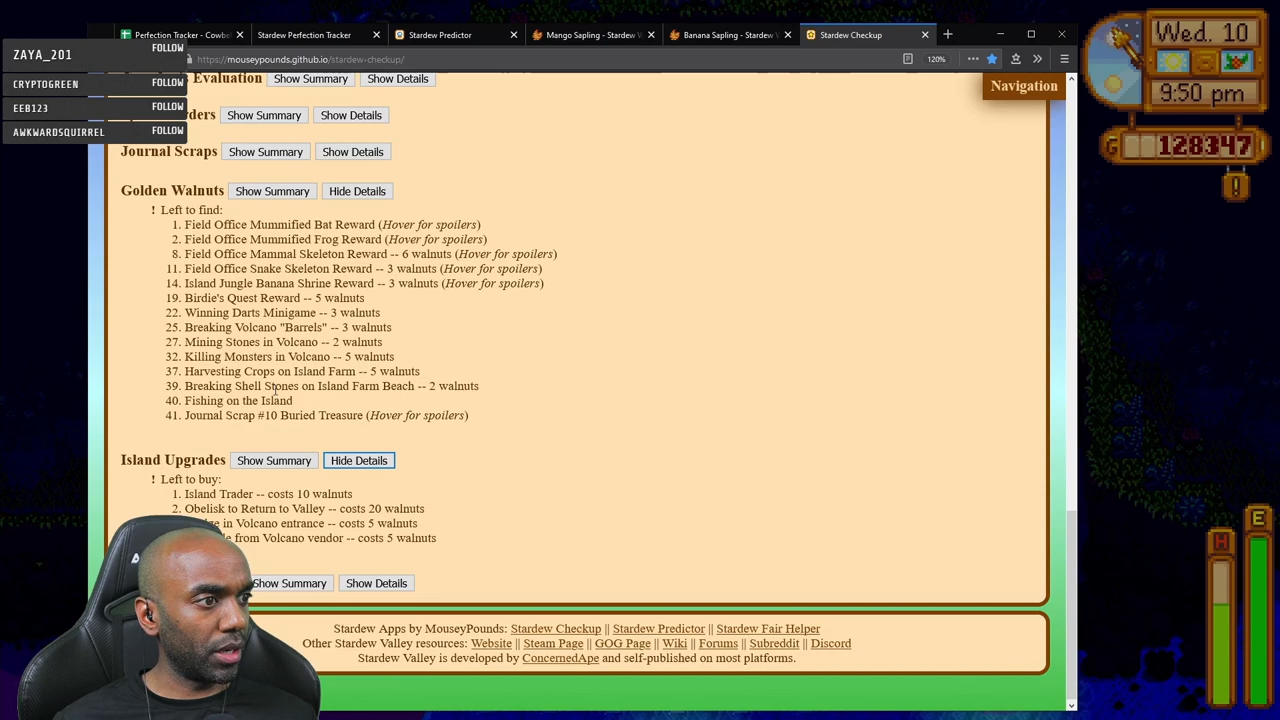 Perfection Tracker - Cowbel
Stardew Perfection Tracker
Stardew Predictor
Mango Sapling - Stardew V
Banana Sapling - Stardew V
Stardew Checkup
Wed. 10
ZAYA_201 FOLLOW
https://mouseypounds.github.io/stardew-checkup/
120%
CRYPTOGREEN FOLLOW
Evaluation Show Summary Show Details
Navigation
9:50 pm
EEB123 FOLLOW
ders Show Summary Show Details
AWKWARDSQUIRREL FOLLOW
G 128347
Journal Scraps Show Summary Show Details
Golden Walnuts Show Summary Hide Details
! Left to find:
1. Field Office Mummified Bat Reward (Hover for spoilers)
2. Field Office Mummified Frog Reward (Hover for spoilers)
8. Field Office Mammal Skeleton Reward -- 6 walnuts (Hover for spoilers)
11. Field Office Snake Skeleton Reward -- 3 walnuts (Hover for spoilers)
14. Island Jungle Banana Shrine Reward -- 3 walnuts (Hover for spoilers)
19. Birdie's Quest Reward -- 5 walnuts
22. Winning Darts Minigame -- 3 walnuts
25. Breaking Volcano "Barrels" -- 3 walnuts
27. Mining Stones in Volcano -- 2 walnuts
32. Killing Monsters in Volcano -- 5 walnuts
37. Harvesting Crops on Island Farm -- 5 walnuts
39. Breaking Shell Stones on Island Farm Beach -- 2 walnuts
40. Fishing on the Island
41. Journal Scrap #10 Buried Treasure (Hover for spoilers)
Island Upgrades Show Summary Hide Details
! Left to buy:
1. Island Trader -- costs 10 walnuts
2. Obelisk to Return to Valley -- costs 20 walnuts
in Volcano entrance -- costs 5 walnuts
from Volcano vendor -- costs 5 walnuts
E
H
Show Summary Show Details
Stardew Apps by MouseyPounds: Stardew Checkup || Stardew Predictor || Stardew Fair Helper
Other Stardew Valley resources: Website || Steam Page || GOG Page || Wiki || Forums || Subreddit || Discord
Stardew Valley is developed by ConcernedApe and self-published on most platforms.